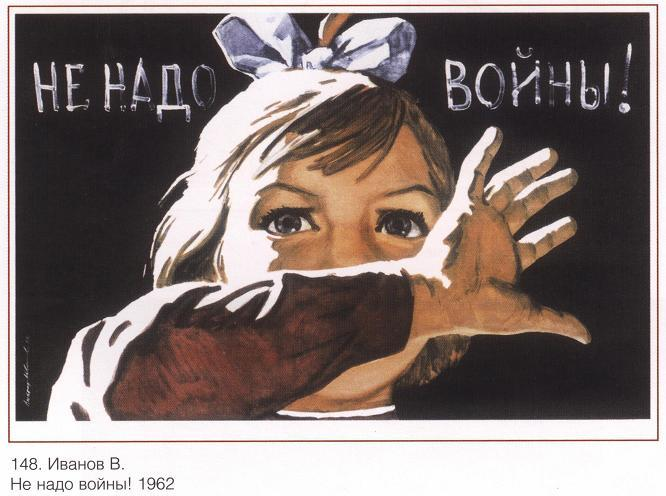 НЕ НАДО ВОЙНЫ!
148. Иванов В.
Не надо войны! 1962